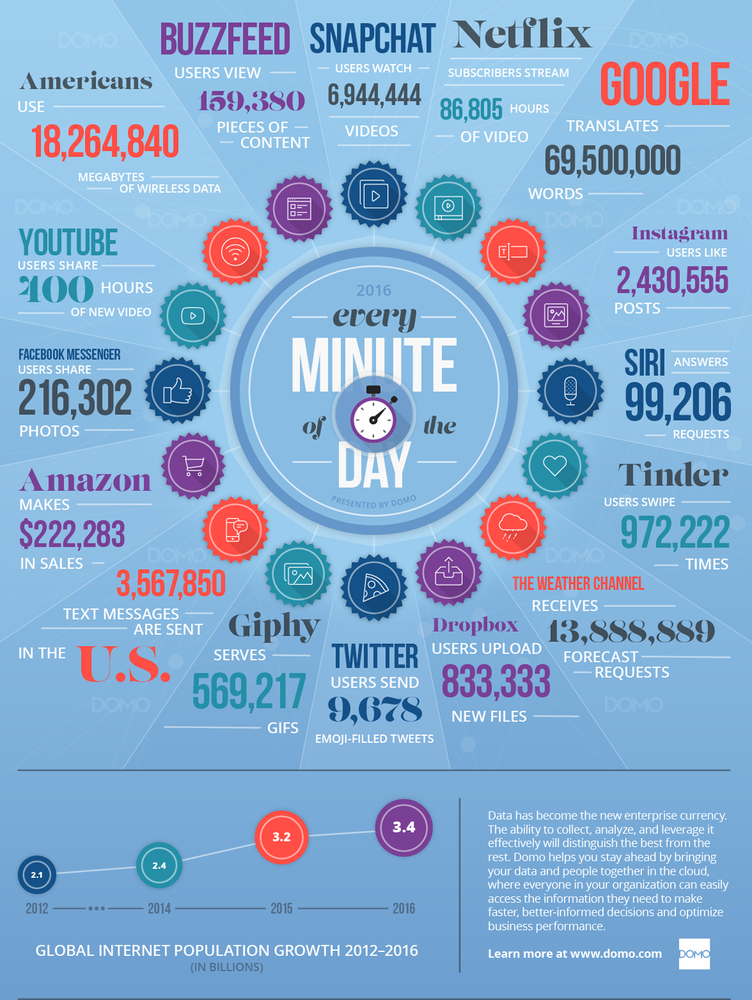 BUZZFEED
USERS VIEW
159,380
PIECES OF
CONTENT
SNAPCHAT
USERS WATCH
6,944,444
VIDEOS
Netflix
SUBSCRIBERS STREAM
86,805 HOURS
OF VIDEO
GOOGLE
TRANSLATES
69,500,000
WORDS
Americans
USE
18,264,840
MEGABYTES
OF WIRELESS DATA
YOUTUBE
USERS SHARE
400 HOURS
OF NEW VIDEO
Instagram
USERS LIKE
2,430,555
POSTS
FACEBOOK MESSENGER
USERS SHARE
216,302
PHOTOS
SIRI ANSWERS
99,206
REQUESTS
2016
every
MINUTE
of the
DAY
PRESENTED BY DOMO
Amazon
MAKES
$222,283
IN SALES
Tinder
USERS SWIPE
972,222
TIMES
3,567,850
TEXT MESSAGES
ARE SENT
IN THE U.S.
Giphy
SERVES
569,217
GIFS
TWITTER
USERS SEND
9,678
EMOJI-FILLED TWEETS
Dropbox
USERS UPLOAD
833,333
NEW FILES
THE WEATHER CHANNEL
RECEIVES
13,888,889
FORECAST
REQUESTS
DOMO
DOMO
DOMO
DOMO
DOMO
DOMO
DOMO
DOMO
DOMO
DOMO
T
2.1
2.4
3.2
3.4
2012 2014 2015 2016
GLOBAL INTERNET POPULATION GROWTH 2012–2016
(IN BILLIONS)
Data has become the new enterprise currency.
The ability to collect, analyze, and leverage it
effectively will distinguish the best from the
rest. Domo helps you stay ahead by bringing
your data and people together in the cloud,
where everyone in your organization can easily
access the information they need to make
faster, better-informed decisions and optimize
business performance.
Learn more at www.domo.com
DOMO